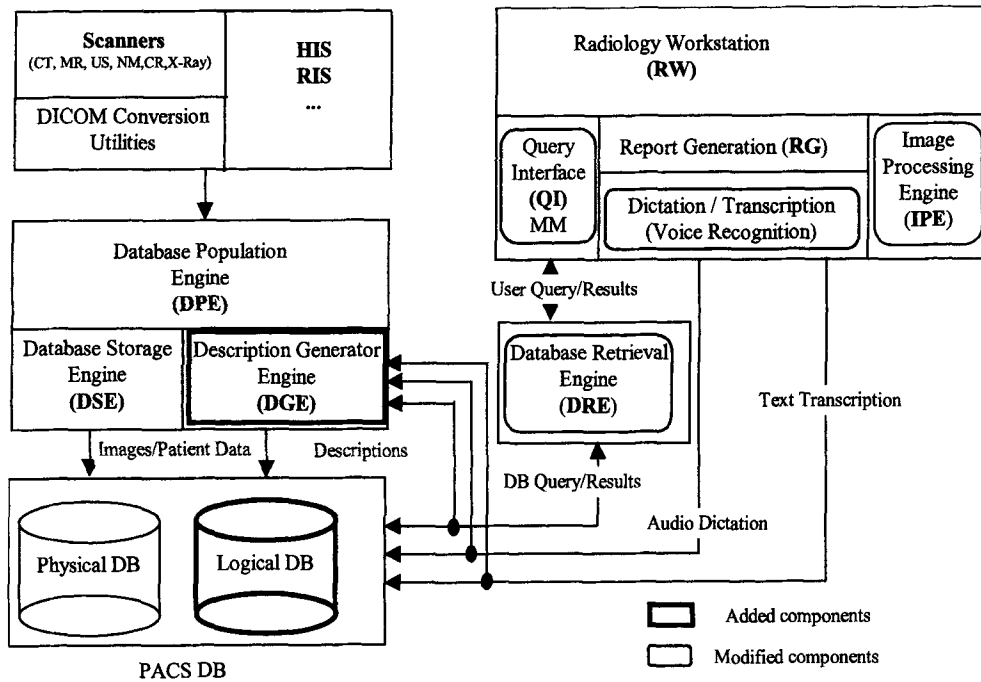 Scanners
(CT, MR, US, NM,CR,X-Ray)
DICOM Conversion
Utilities
HIS
RIS
...
Radiology Workstation
(RW)
Query
Interface
(QI)
MM
Report Generation (RG)
Dictation / Transcription
(Voice Recognition)
Image
Processing
Engine
(IPE)
Database Population
Engine
(DPE)
User Query/Results
Database Storage
Engine
(DSE)
Description Generator
Engine
(DGE)
Database Retrieval
Engine
(DRE)
Text Transcription
Images/Patient Data
Descriptions
DB Query/Results
Audio Dictation
Physical DB
Logical DB
Added components
Modified components
PACS DB